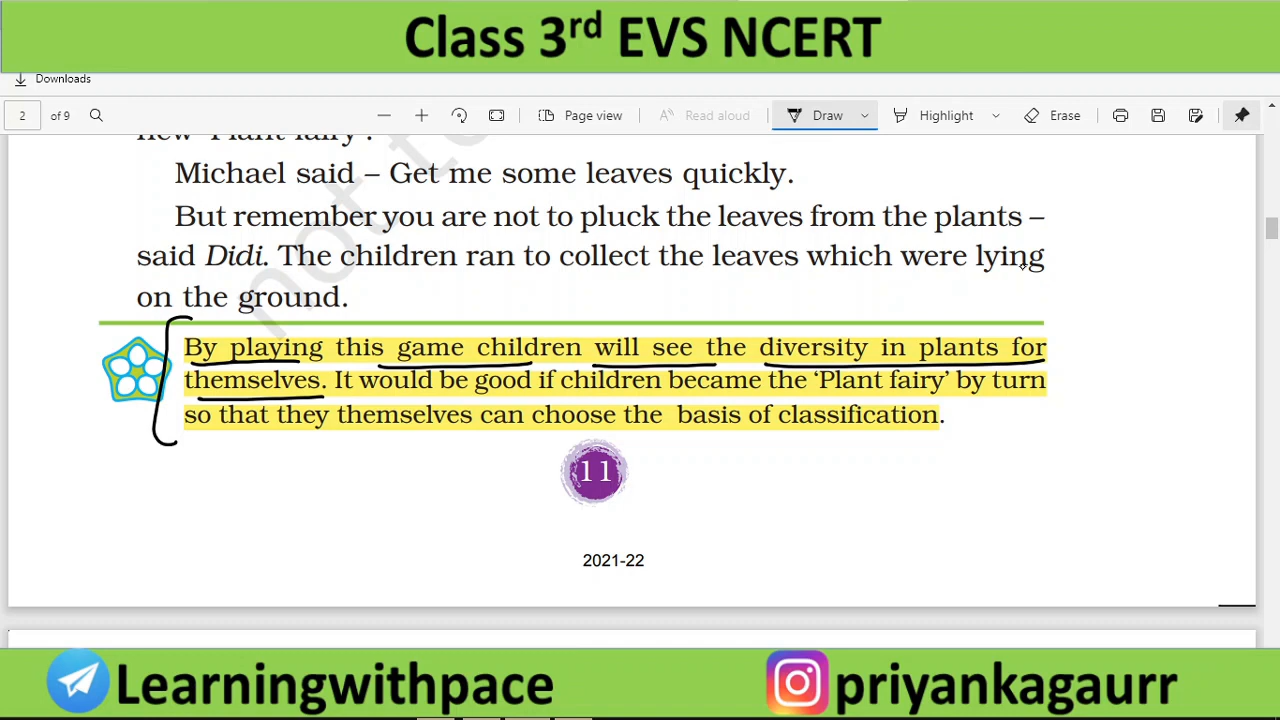 Class 3rd EVS NCERT
Downloads
2 of 9 Page view Read aloud Draw Highlight Erase
new 'Plant fairy'.
Michael said – Get me some leaves quickly.
But remember you are not to pluck the leaves from the plants –
said Didi. The children ran to collect the leaves which were lying
on the ground.
By playing this game children will see the diversity in plants for
themselves. It would be good if children became the 'Plant fairy' by turn
so that they themselves can choose the basis of classification.
11
2021-22
Learningwithpace priyankagaurr